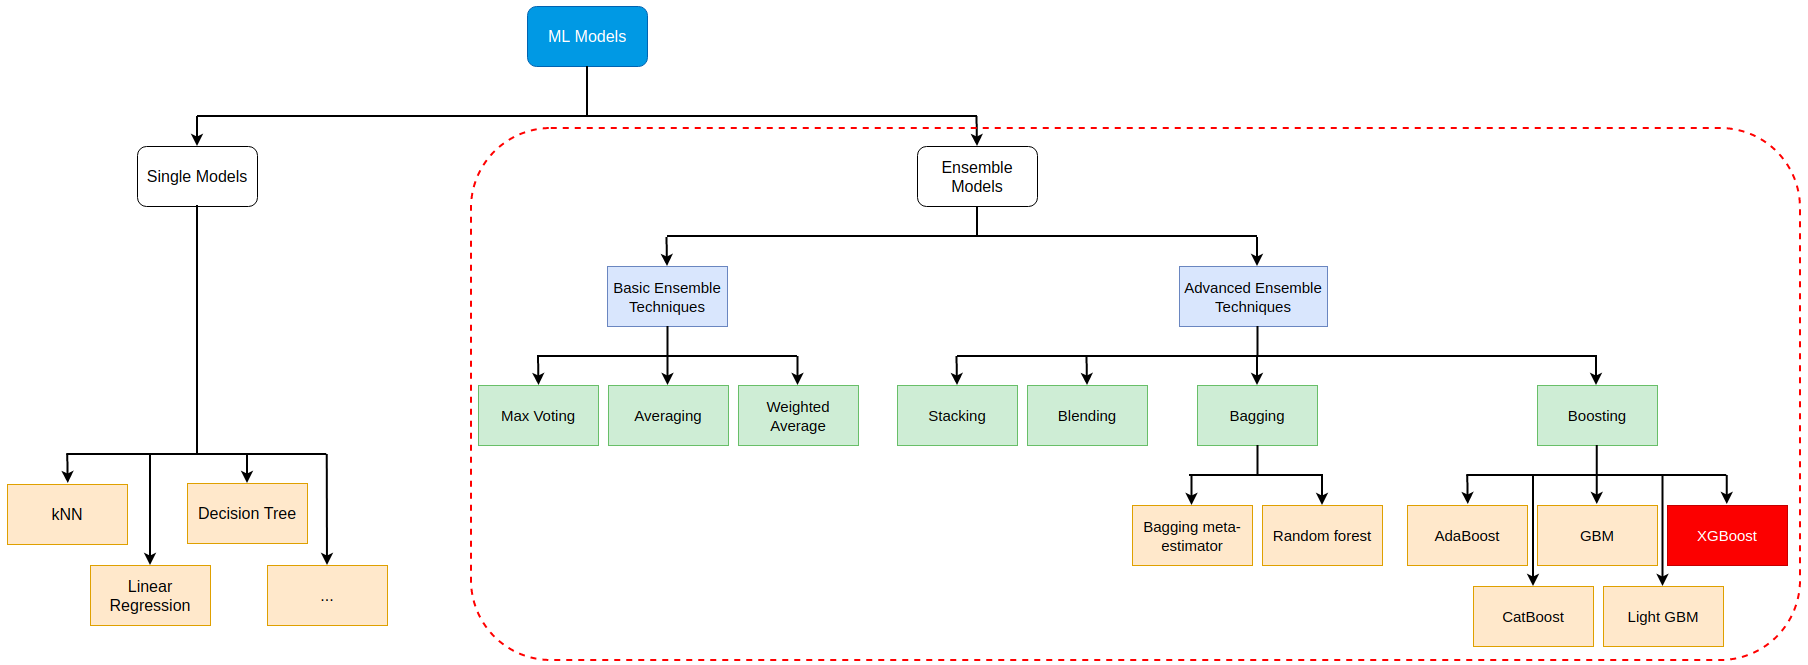 ML Models
Single Models
Ensemble
Models
Basic Ensemble
Techniques
Advanced Ensemble
Techniques
Max Voting
Averaging
Weighted
Average
Stacking
Blending
Bagging
Boosting
kNN
Decision Tree
Linear
Regression
...
Bagging meta-
estimator
Random forest
AdaBoost
GBM
XGBoost
CatBoost
Light GBM